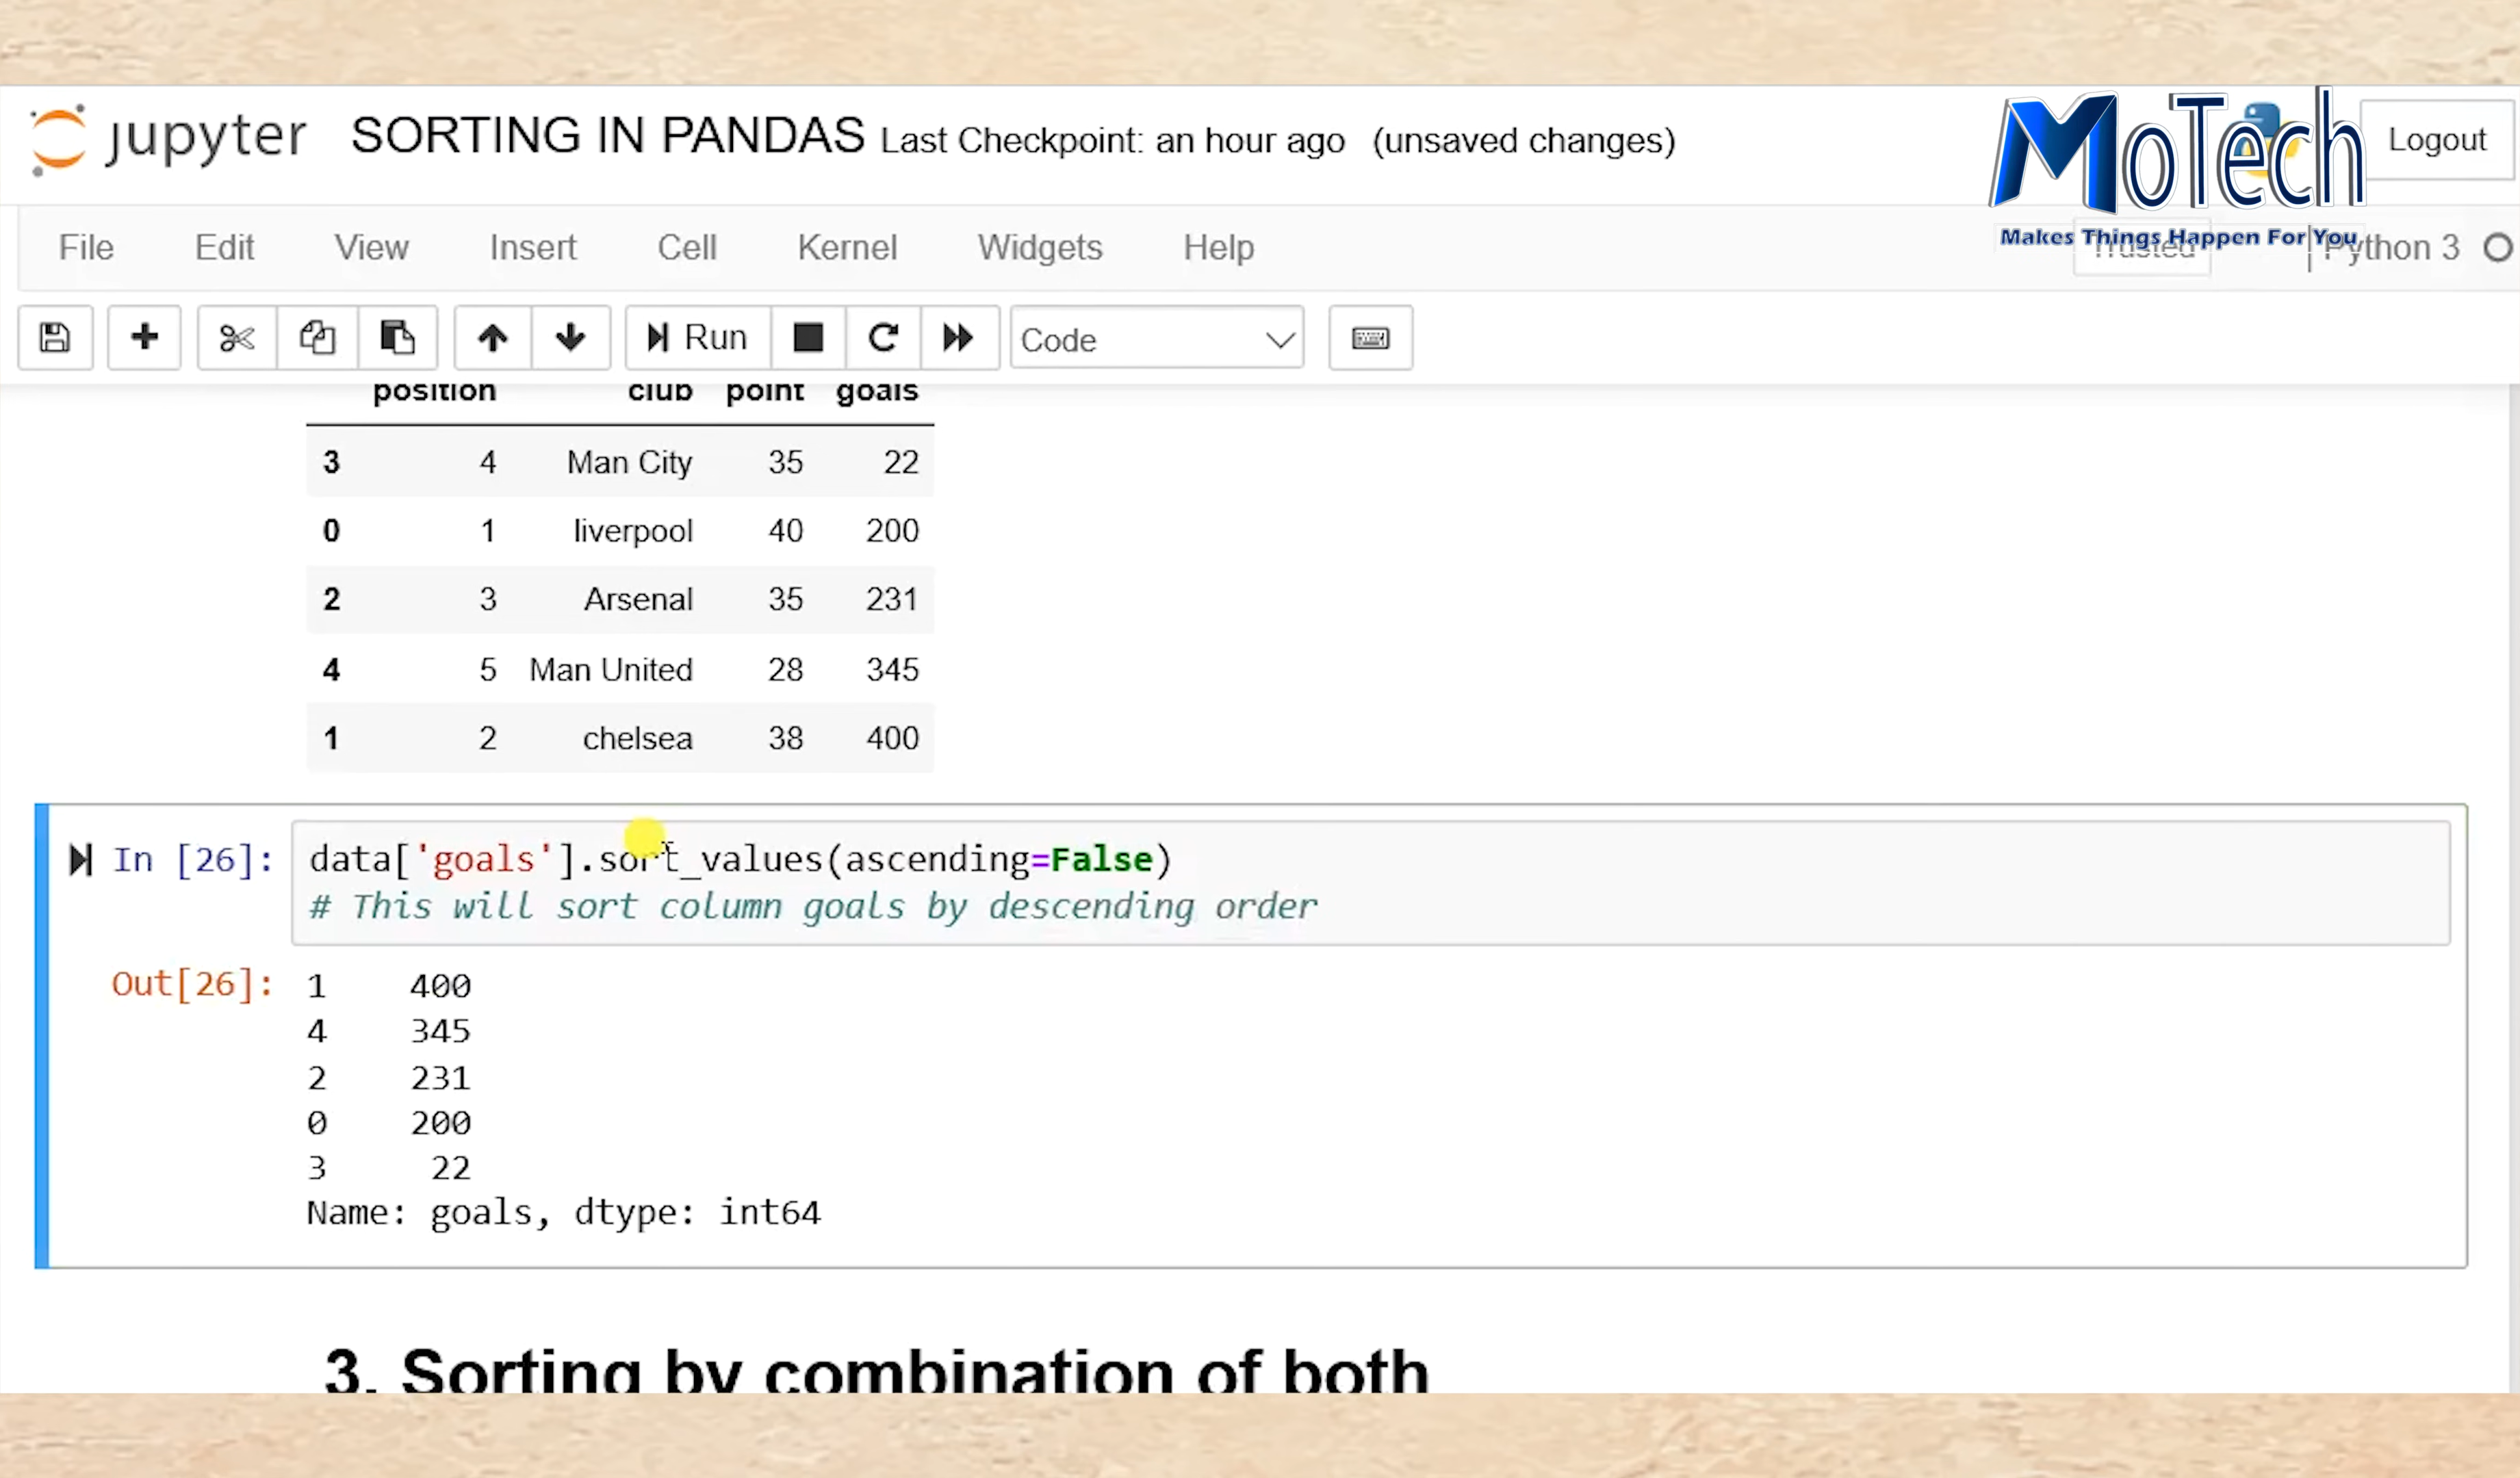 jupyter SORTING IN PANDAS Last Checkpoint: an hour ago (unsaved changes)
MoTech
Makes Things Happen For You
Logout
File Edit View Insert Cell Kernel Widgets Help Trusted Python 3
Run Code
position club point goals
3 4 Man City 35 22
0 1 liverpool 40 200
2 3 Arsenal 35 231
4 5 Man United 28 345
1 2 chelsea 38 400
In [26]: data['goals'].sort_values(ascending=False)
# This will sort column goals by descending order
Out[26]: 1 400
4 345
2 231
0 200
3 22
Name: goals, dtype: int64
3. Sorting by combination of both